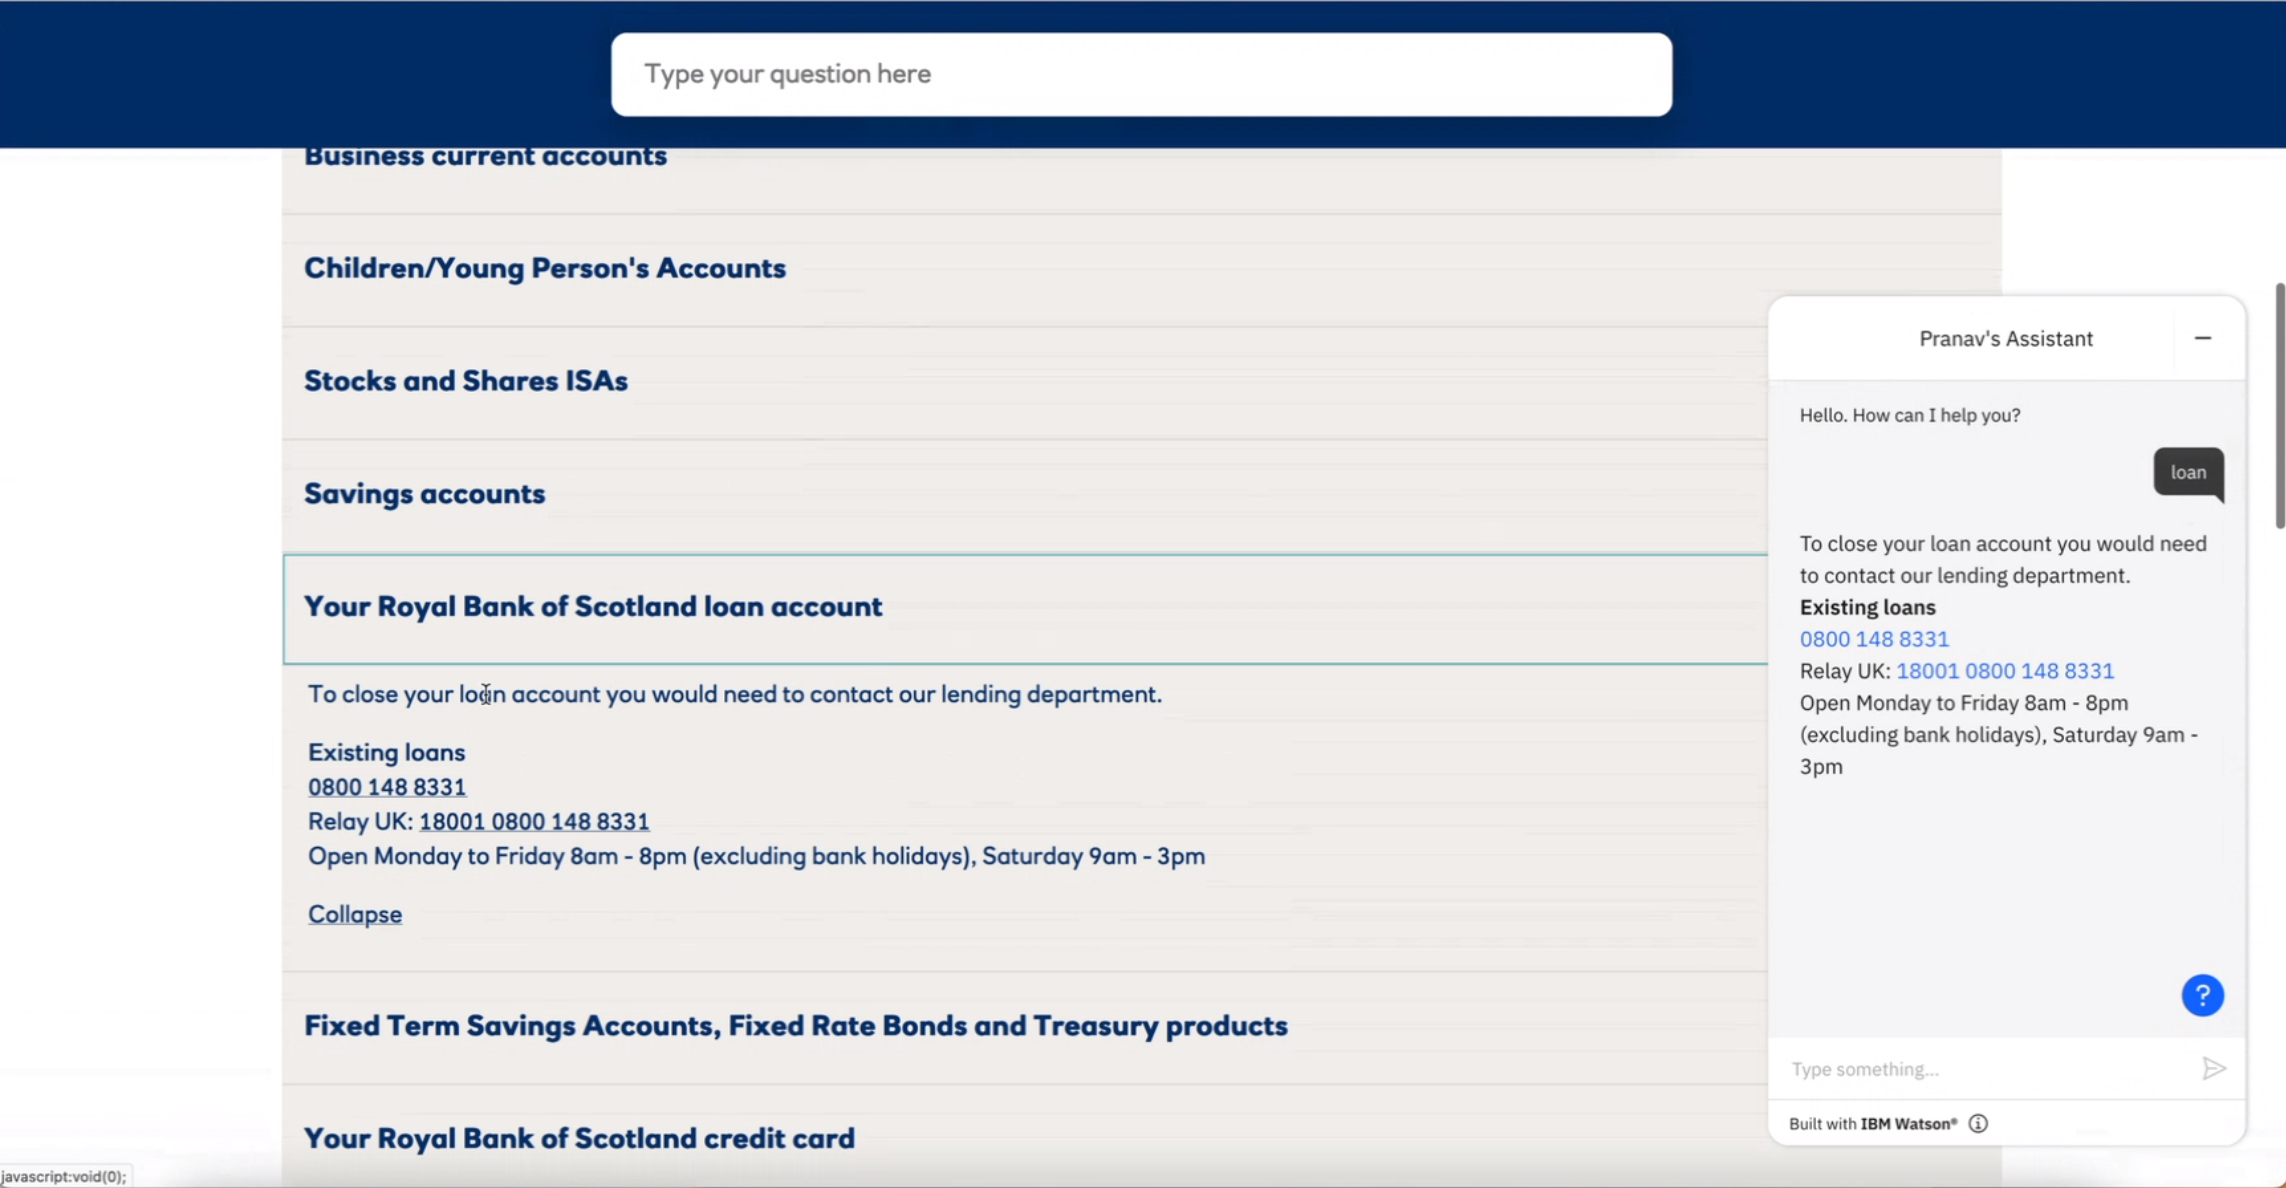 Type your question here
Business current accounts
Children/Young Person's Accounts
Stocks and Shares ISAs
Savings accounts
Your Royal Bank of Scotland loan account
To close your loan account you would need to contact our lending department.
Existing loans
0800 148 8331
Relay UK: 18001 0800 148 8331
Open Monday to Friday 8am - 8pm (excluding bank holidays), Saturday 9am - 3pm
Collapse
Fixed Term Savings Accounts, Fixed Rate Bonds and Treasury products
Your Royal Bank of Scotland credit card
javascript:void(0);
Pranav's Assistant
Hello. How can I help you?
loan
To close your loan account you would need
to contact our lending department.
Existing loans
0800 148 8331
Relay UK: 18001 0800 148 8331
Open Monday to Friday 8am - 8pm
(excluding bank holidays), Saturday 9am -
3pm
?
Type something...
Built with IBM Watson®